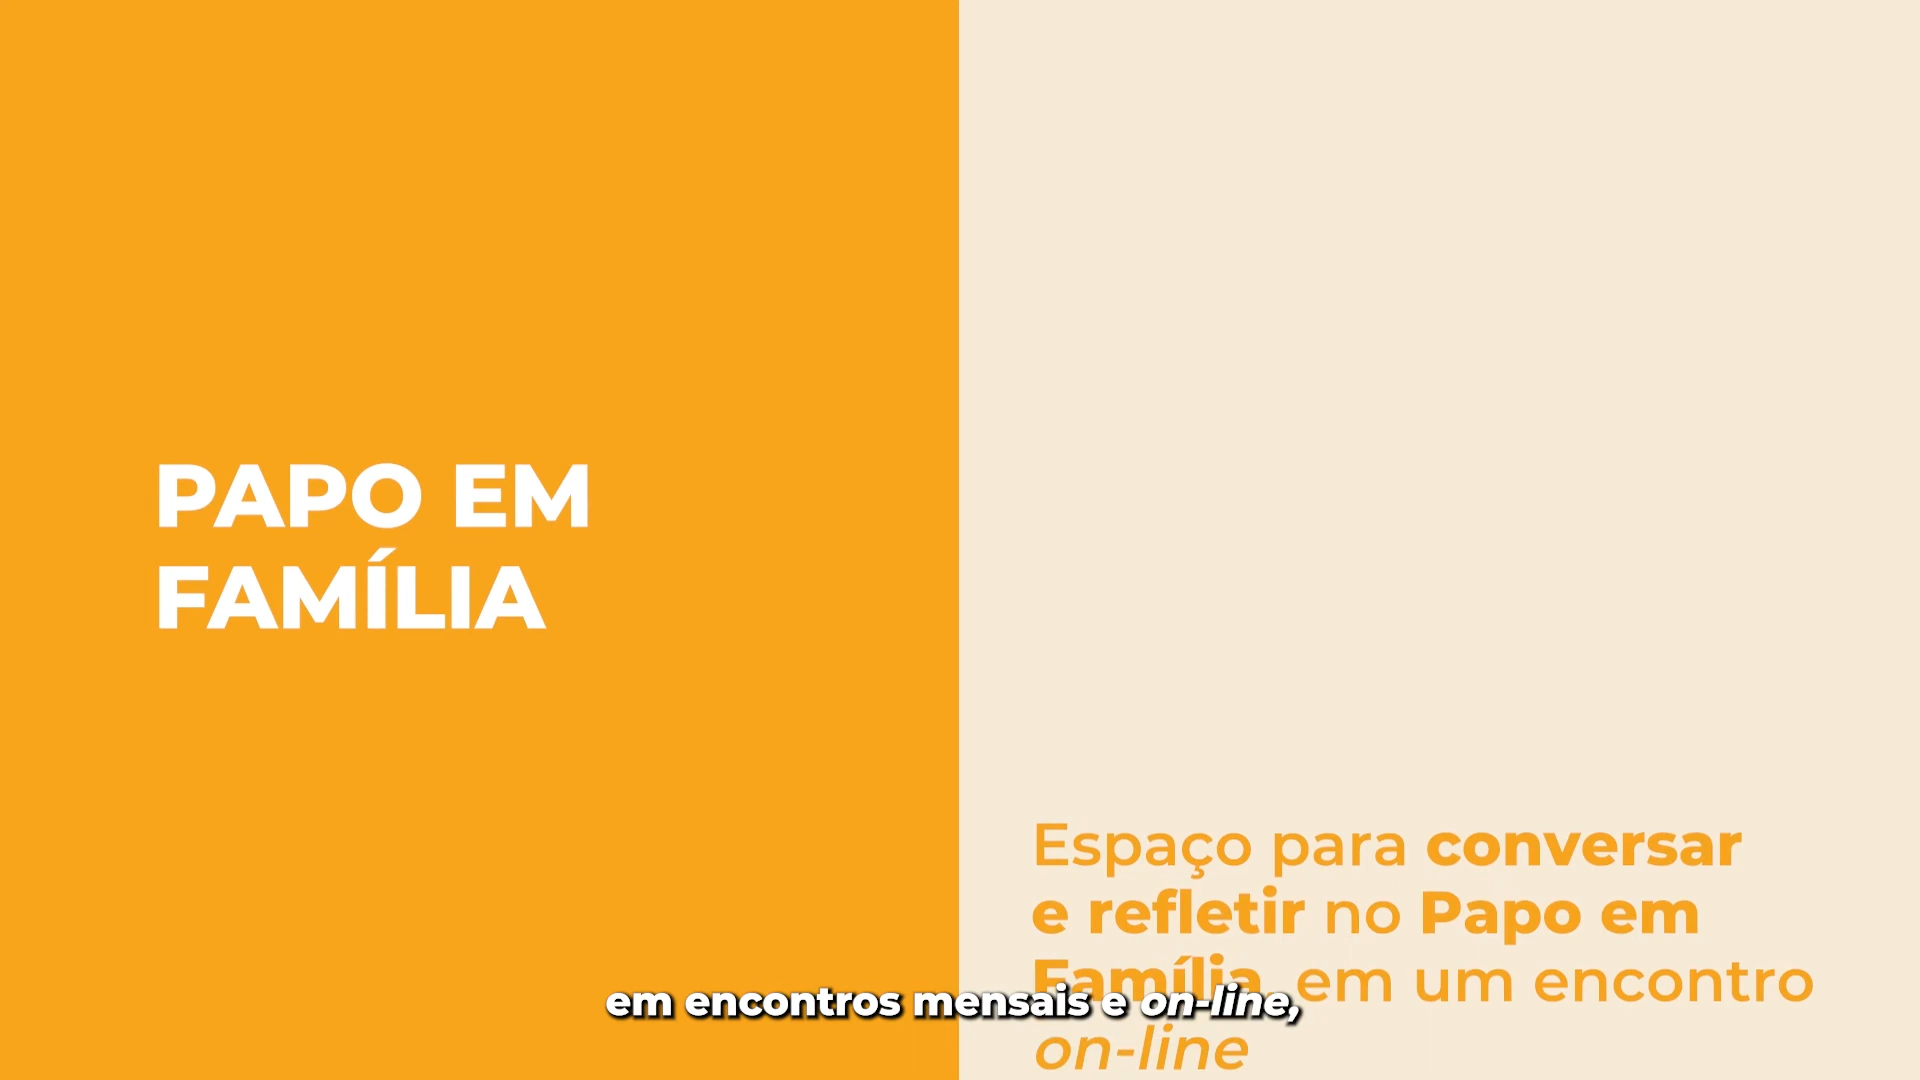 PAPO EM
FAMÍLIA
Espaço para conversar
e refletir no Papo em
Família, em um encontro
on-line
em encontros mensais e on-line,